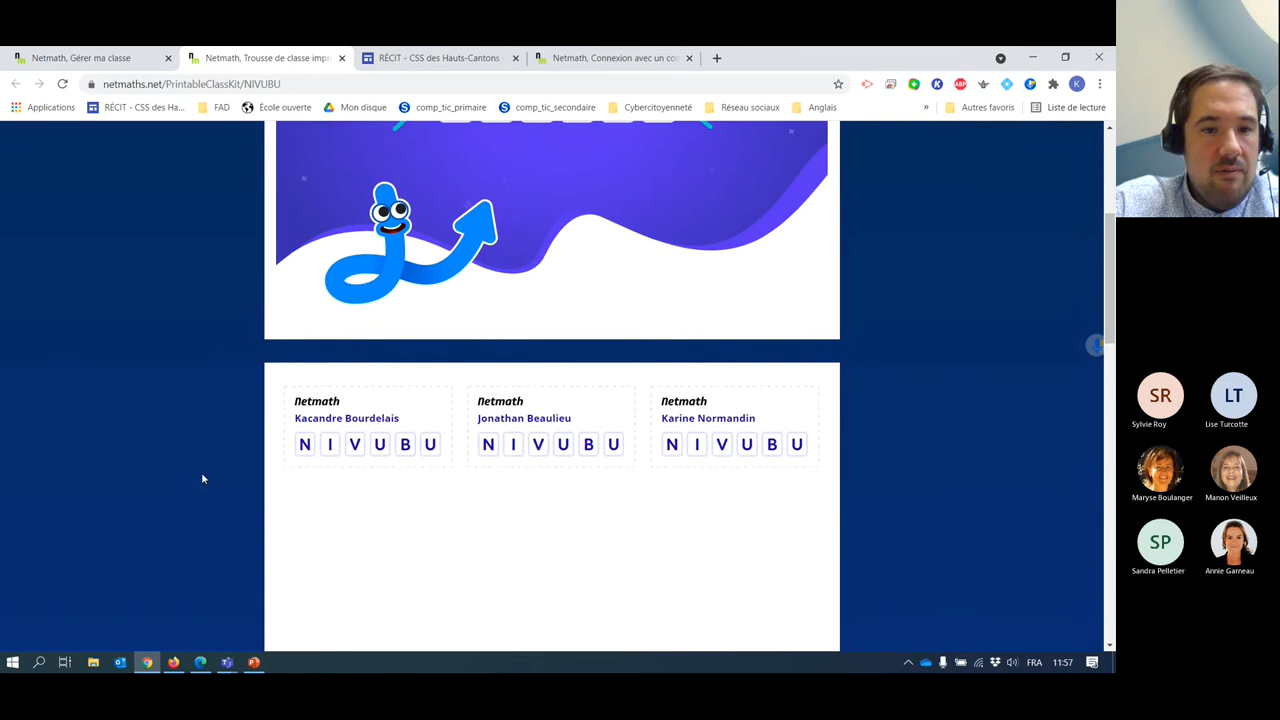 Netmath, Gérer ma classe
Netmath, Trousse de classe impr
RÉCIT - CSS des Hauts-Cantons
Netmath, Connexion avec un co
netmaths.net/PrintableClassKit/NIVUBU
K
Applications
RÉCIT - CSS des Ha...
FAD
École ouverte
Mon disque
comp_tic_primaire
comp_tic_secondaire
Cybercitoyenneté
Réseau sociaux
Anglais
»
Autres favoris
Liste de lecture
Netmath
Kacandre Bourdelais
N I V U B U
Netmath
Jonathan Beaulieu
N I V U B U
Netmath
Karine Normandin
N I V U B U
SR
Sylvie Roy
LT
Lise Turcotte
Maryse Boulanger
Manon Veilleux
SP
Sandra Pelletier
Annie Garneau
FRA
11:57